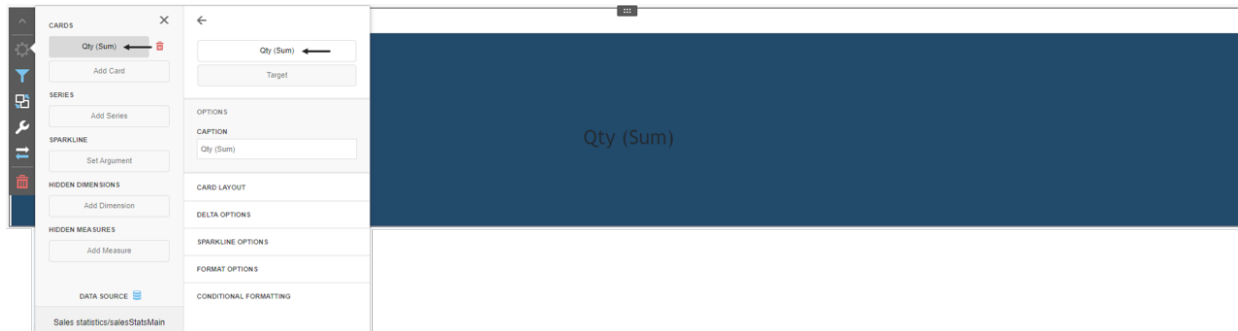 CARDS
Qty (Sum)
Add Card
SERIES
Add Series
SPARKLINE
Set Argument
HIDDEN DIMENSIONS
Add Dimension
HIDDEN MEASURES
Add Measure
DATA SOURCE
Sales statistics/salesStatsMain
Qty (Sum)
Target
OPTIONS
CAPTION
Qty (Sum)
CARD LAYOUT
DELTA OPTIONS
SPARKLINE OPTIONS
FORMAT OPTIONS
CONDITIONAL FORMATTING
Qty (Sum)